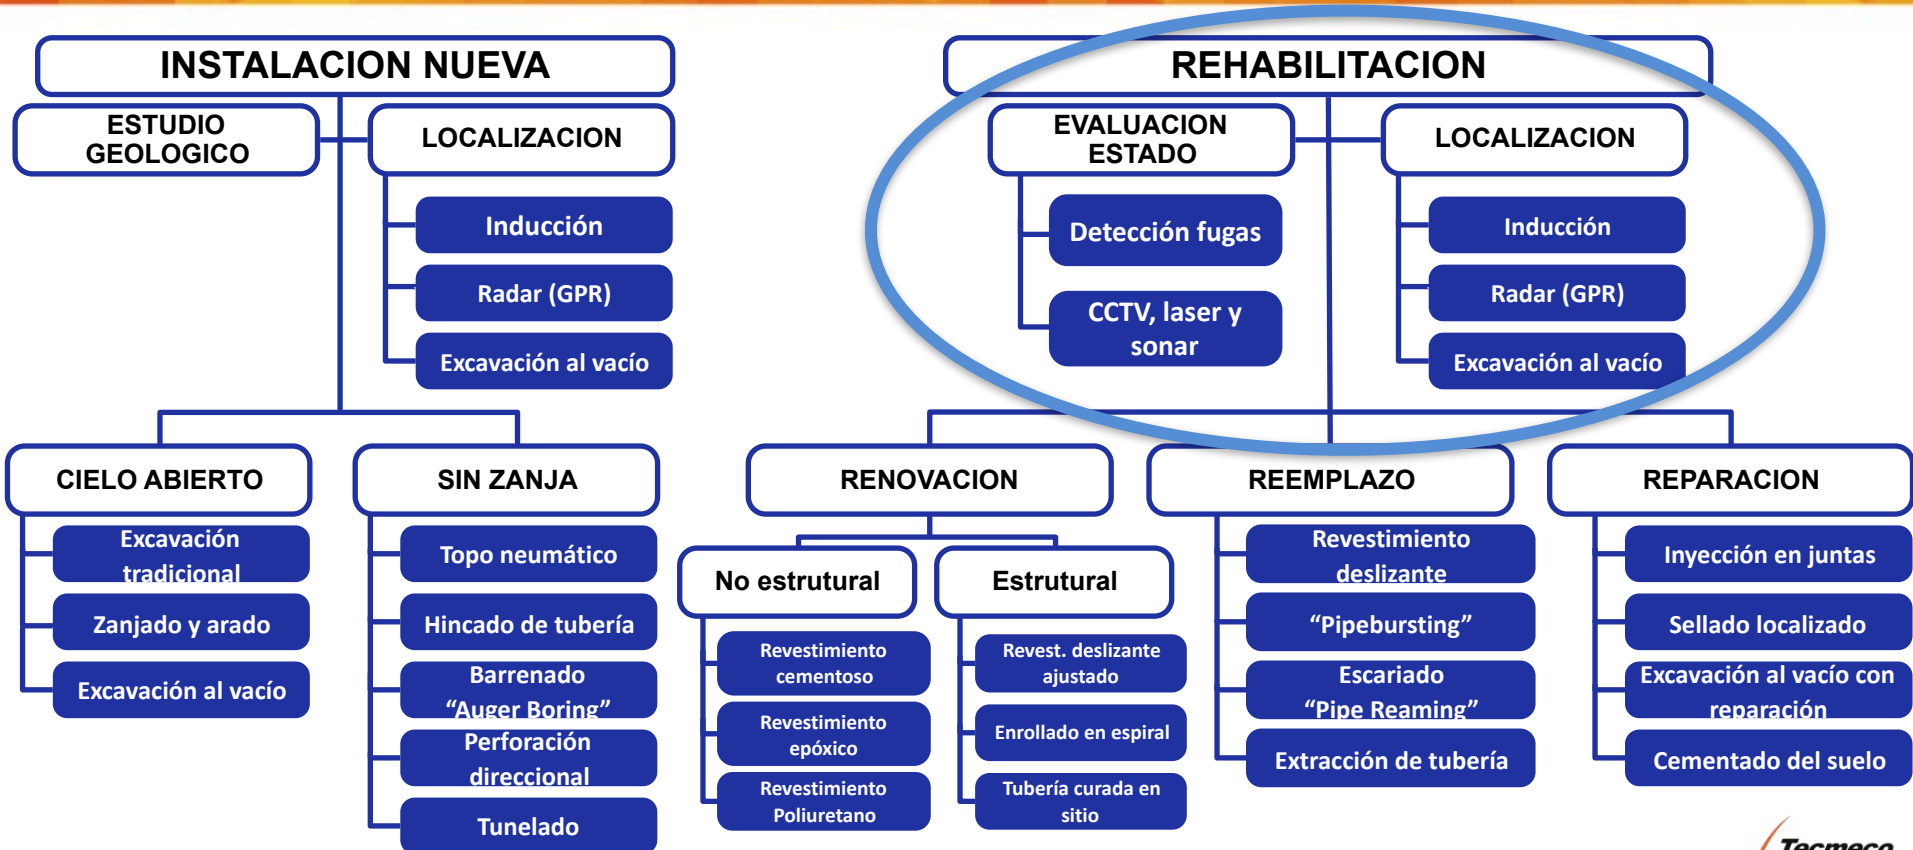 INSTALACION NUEVA
ESTUDIO
GEOLOGICO
LOCALIZACION
Inducción
Radar (GPR)
Excavación al vacío
CIELO ABIERTO
Excavación
tradicional
Zanjado y arado
Excavación al vacío
SIN ZANJA
Topo neumático
Hincado de tubería
Barrenado
“Auger Boring”
Perforación
direccional
Tunelado
REHABILITACION
EVALUACION
ESTADO
Detección fugas
CCTV, laser y
sonar
LOCALIZACION
Inducción
Radar (GPR)
Excavación al vacío
RENOVACION
No estrutural
Revestimiento
cementoso
Revestimiento
epóxico
Revestimiento
Poliuretano
Estrutural
Revest. deslizante
ajustado
Enrollado en espiral
Tubería curada en
sitio
REEMPLAZO
Revestimiento
deslizante
“Pipebursting”
Escariado
“Pipe Reaming”
Extracción de tubería
REPARACION
Inyección en juntas
Sellado localizado
Excavación al vacío con
reparación
Cementado del suelo
Tecmeco